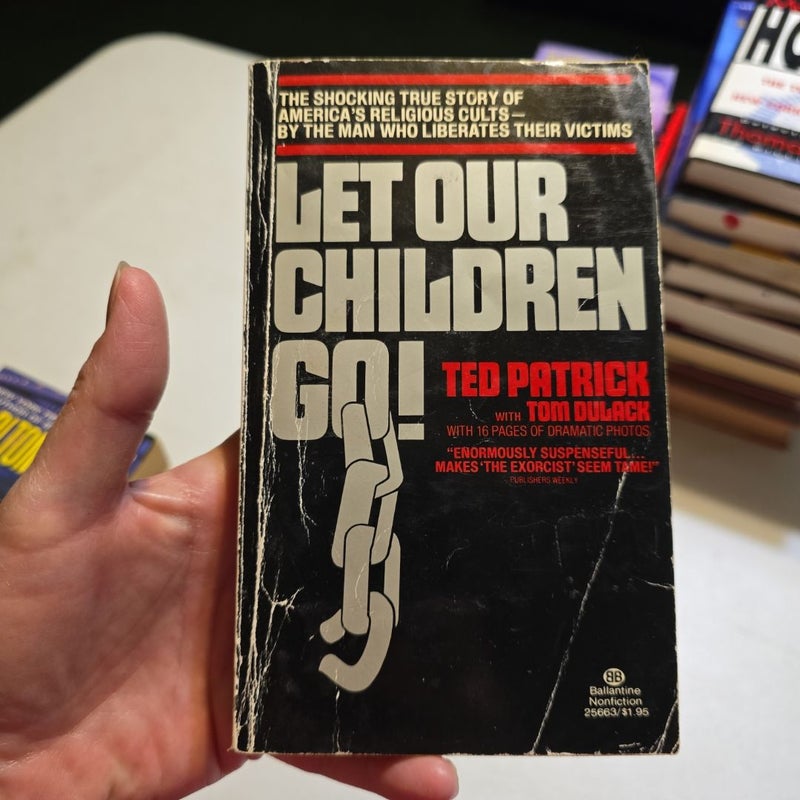 THE SHOCKING TRUE STORY OF
AMERICA'S RELIGIOUS CULTS—
BY THE MAN WHO LIBERATES THEIR VICTIMS
LET OUR
CHILDREN
GO!
TED PATRICK
WITH TOM DULACK
WITH 16 PAGES OF DRAMATIC PHOTOS
"ENORMOUSLY SUSPENSEFUL...
MAKES 'THE EXORCIST' SEEM TAME!"
PUBLISHERS WEEKLY
BB
Ballantine
Nonfiction
25663/$1.95